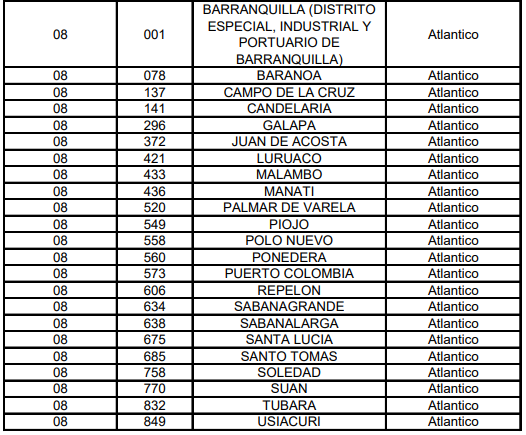 08 001 BARRANQUILLA (DISTRITO
ESPECIAL, INDUSTRIAL Y
PORTUARIO DE
BARRANQUILLA) Atlantico
08 078 BARANOA Atlantico
08 137 CAMPO DE LA CRUZ Atlantico
08 141 CANDELARIA Atlantico
08 296 GALAPA Atlantico
08 372 JUAN DE ACOSTA Atlantico
08 421 LURUACO Atlantico
08 433 MALAMBO Atlantico
08 436 MANATI Atlantico
08 520 PALMAR DE VARELA Atlantico
08 549 PIOJO Atlantico
08 558 POLO NUEVO Atlantico
08 560 PONEDERA Atlantico
08 573 PUERTO COLOMBIA Atlantico
08 606 REPELON Atlantico
08 634 SABANAGRANDE Atlantico
08 638 SABANALARGA Atlantico
08 675 SANTA LUCIA Atlantico
08 685 SANTO TOMAS Atlantico
08 758 SOLEDAD Atlantico
08 770 SUAN Atlantico
08 832 TUBARA Atlantico
08 849 USIACURI Atlantico